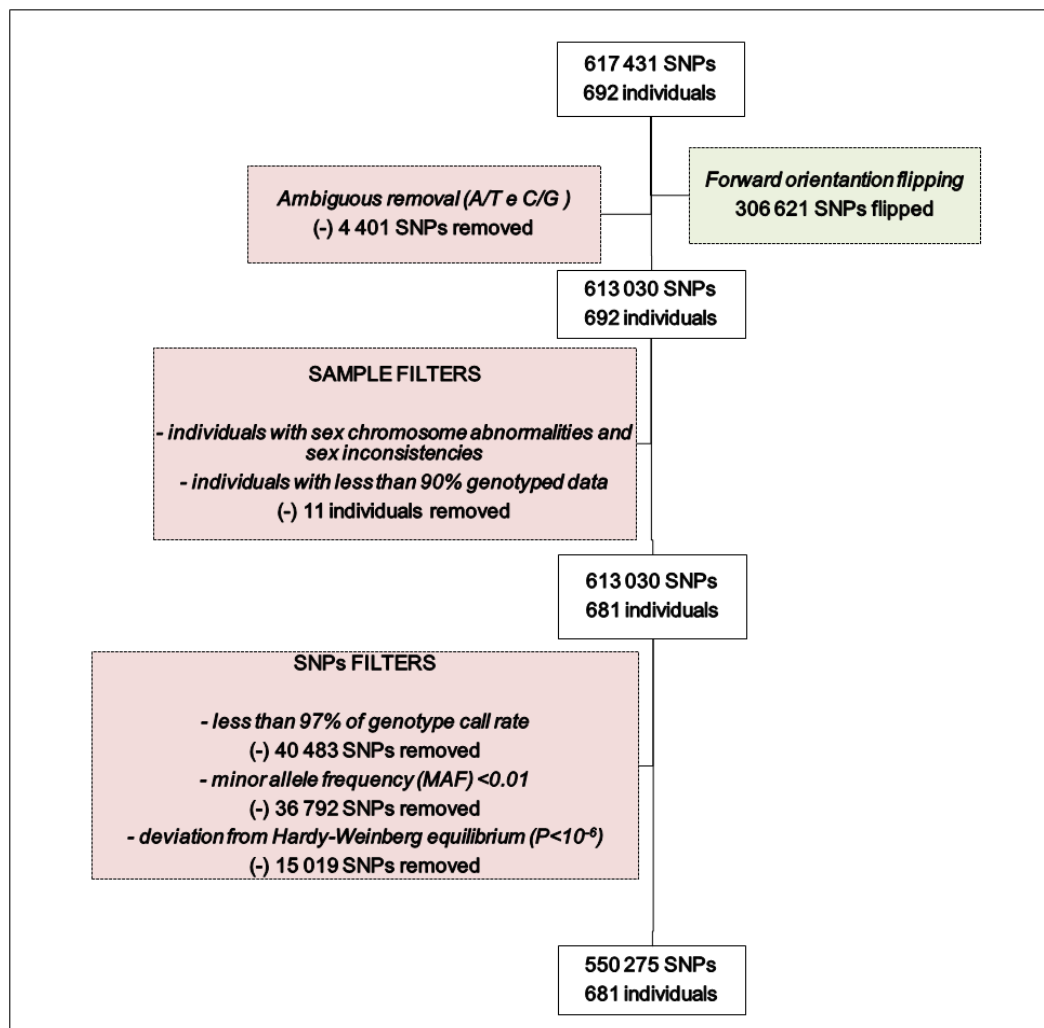 617 431 SNPs
692 individuals
Ambiguous removal (A/T e C/G )
(-) 4 401 SNPs removed
Forward orientantion flipping
306 621 SNPs flipped
613 030 SNPs
692 individuals
SAMPLE FILTERS
- individuals with sex chromosome abnormalities and
sex inconsistencies
- individuals with less than 90% genotyped data
(-) 11 individuals removed
613 030 SNPs
681 individuals
SNPs FILTERS
- less than 97% of genotype call rate
(-) 40 483 SNPs removed
- minor allele frequency (MAF) <0.01
(-) 36 792 SNPs removed
- deviation from Hardy-Weinberg equilibrium (P<10⁻⁶)
(-) 15 019 SNPs removed
550 275 SNPs
681 individuals